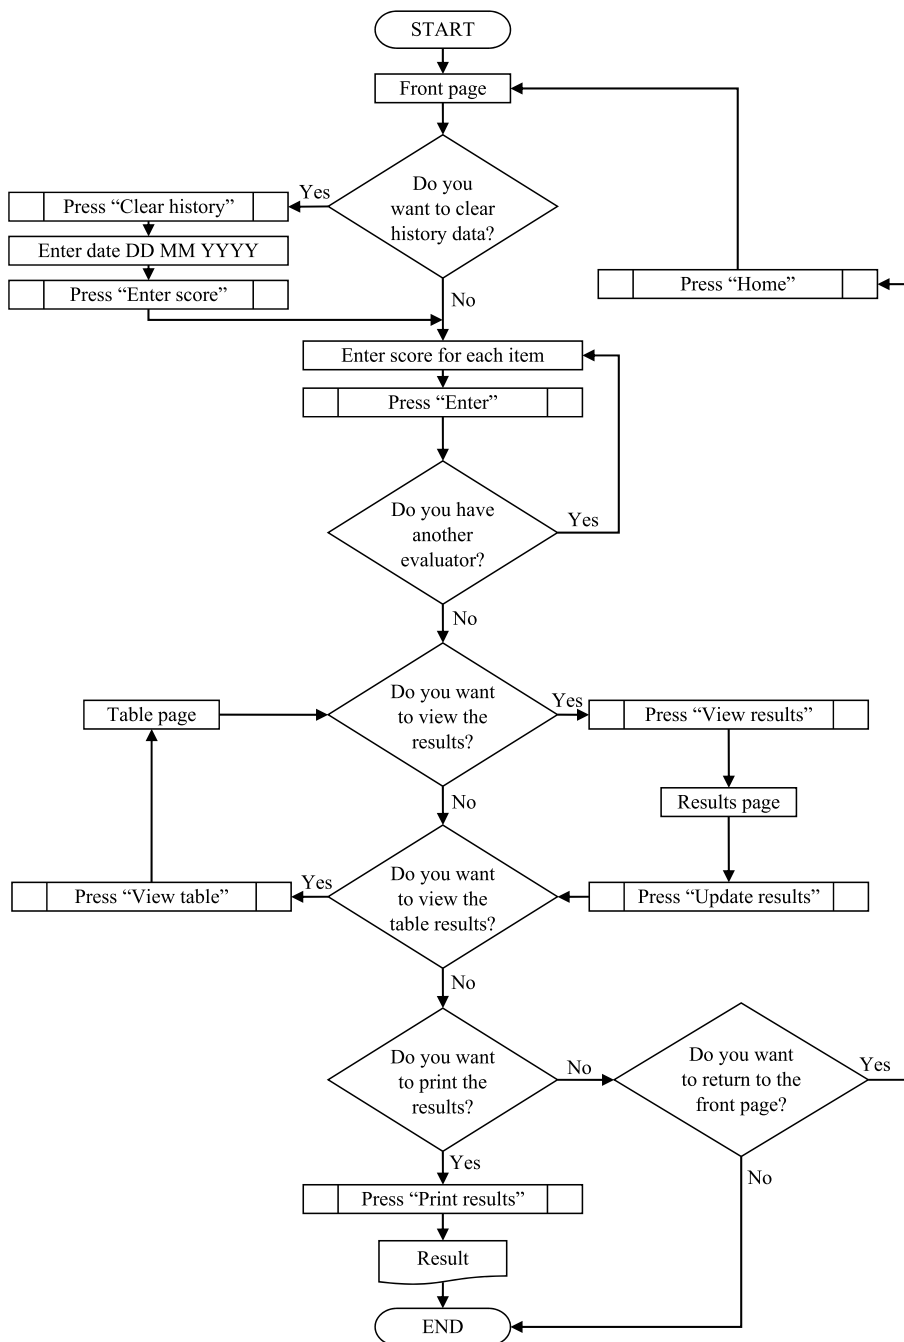 START
Front page
Do you
want to clear
history data?
Yes
Press “Clear history”
Enter date DD MM YYYY
Press “Enter score”
No
Press “Home”
Enter score for each item
Press “Enter”
Do you have
another
evaluator?
Yes
No
Table page
Do you want
to view the
results?
Yes
Press “View results”
No
Results page
Press “View table”
Yes
Do you want
to view the
table results?
Press “Update results”
No
Do you want
to print the
results?
No
Do you want
to return to the
front page?
Yes
Yes
No
Press “Print results”
Result
END